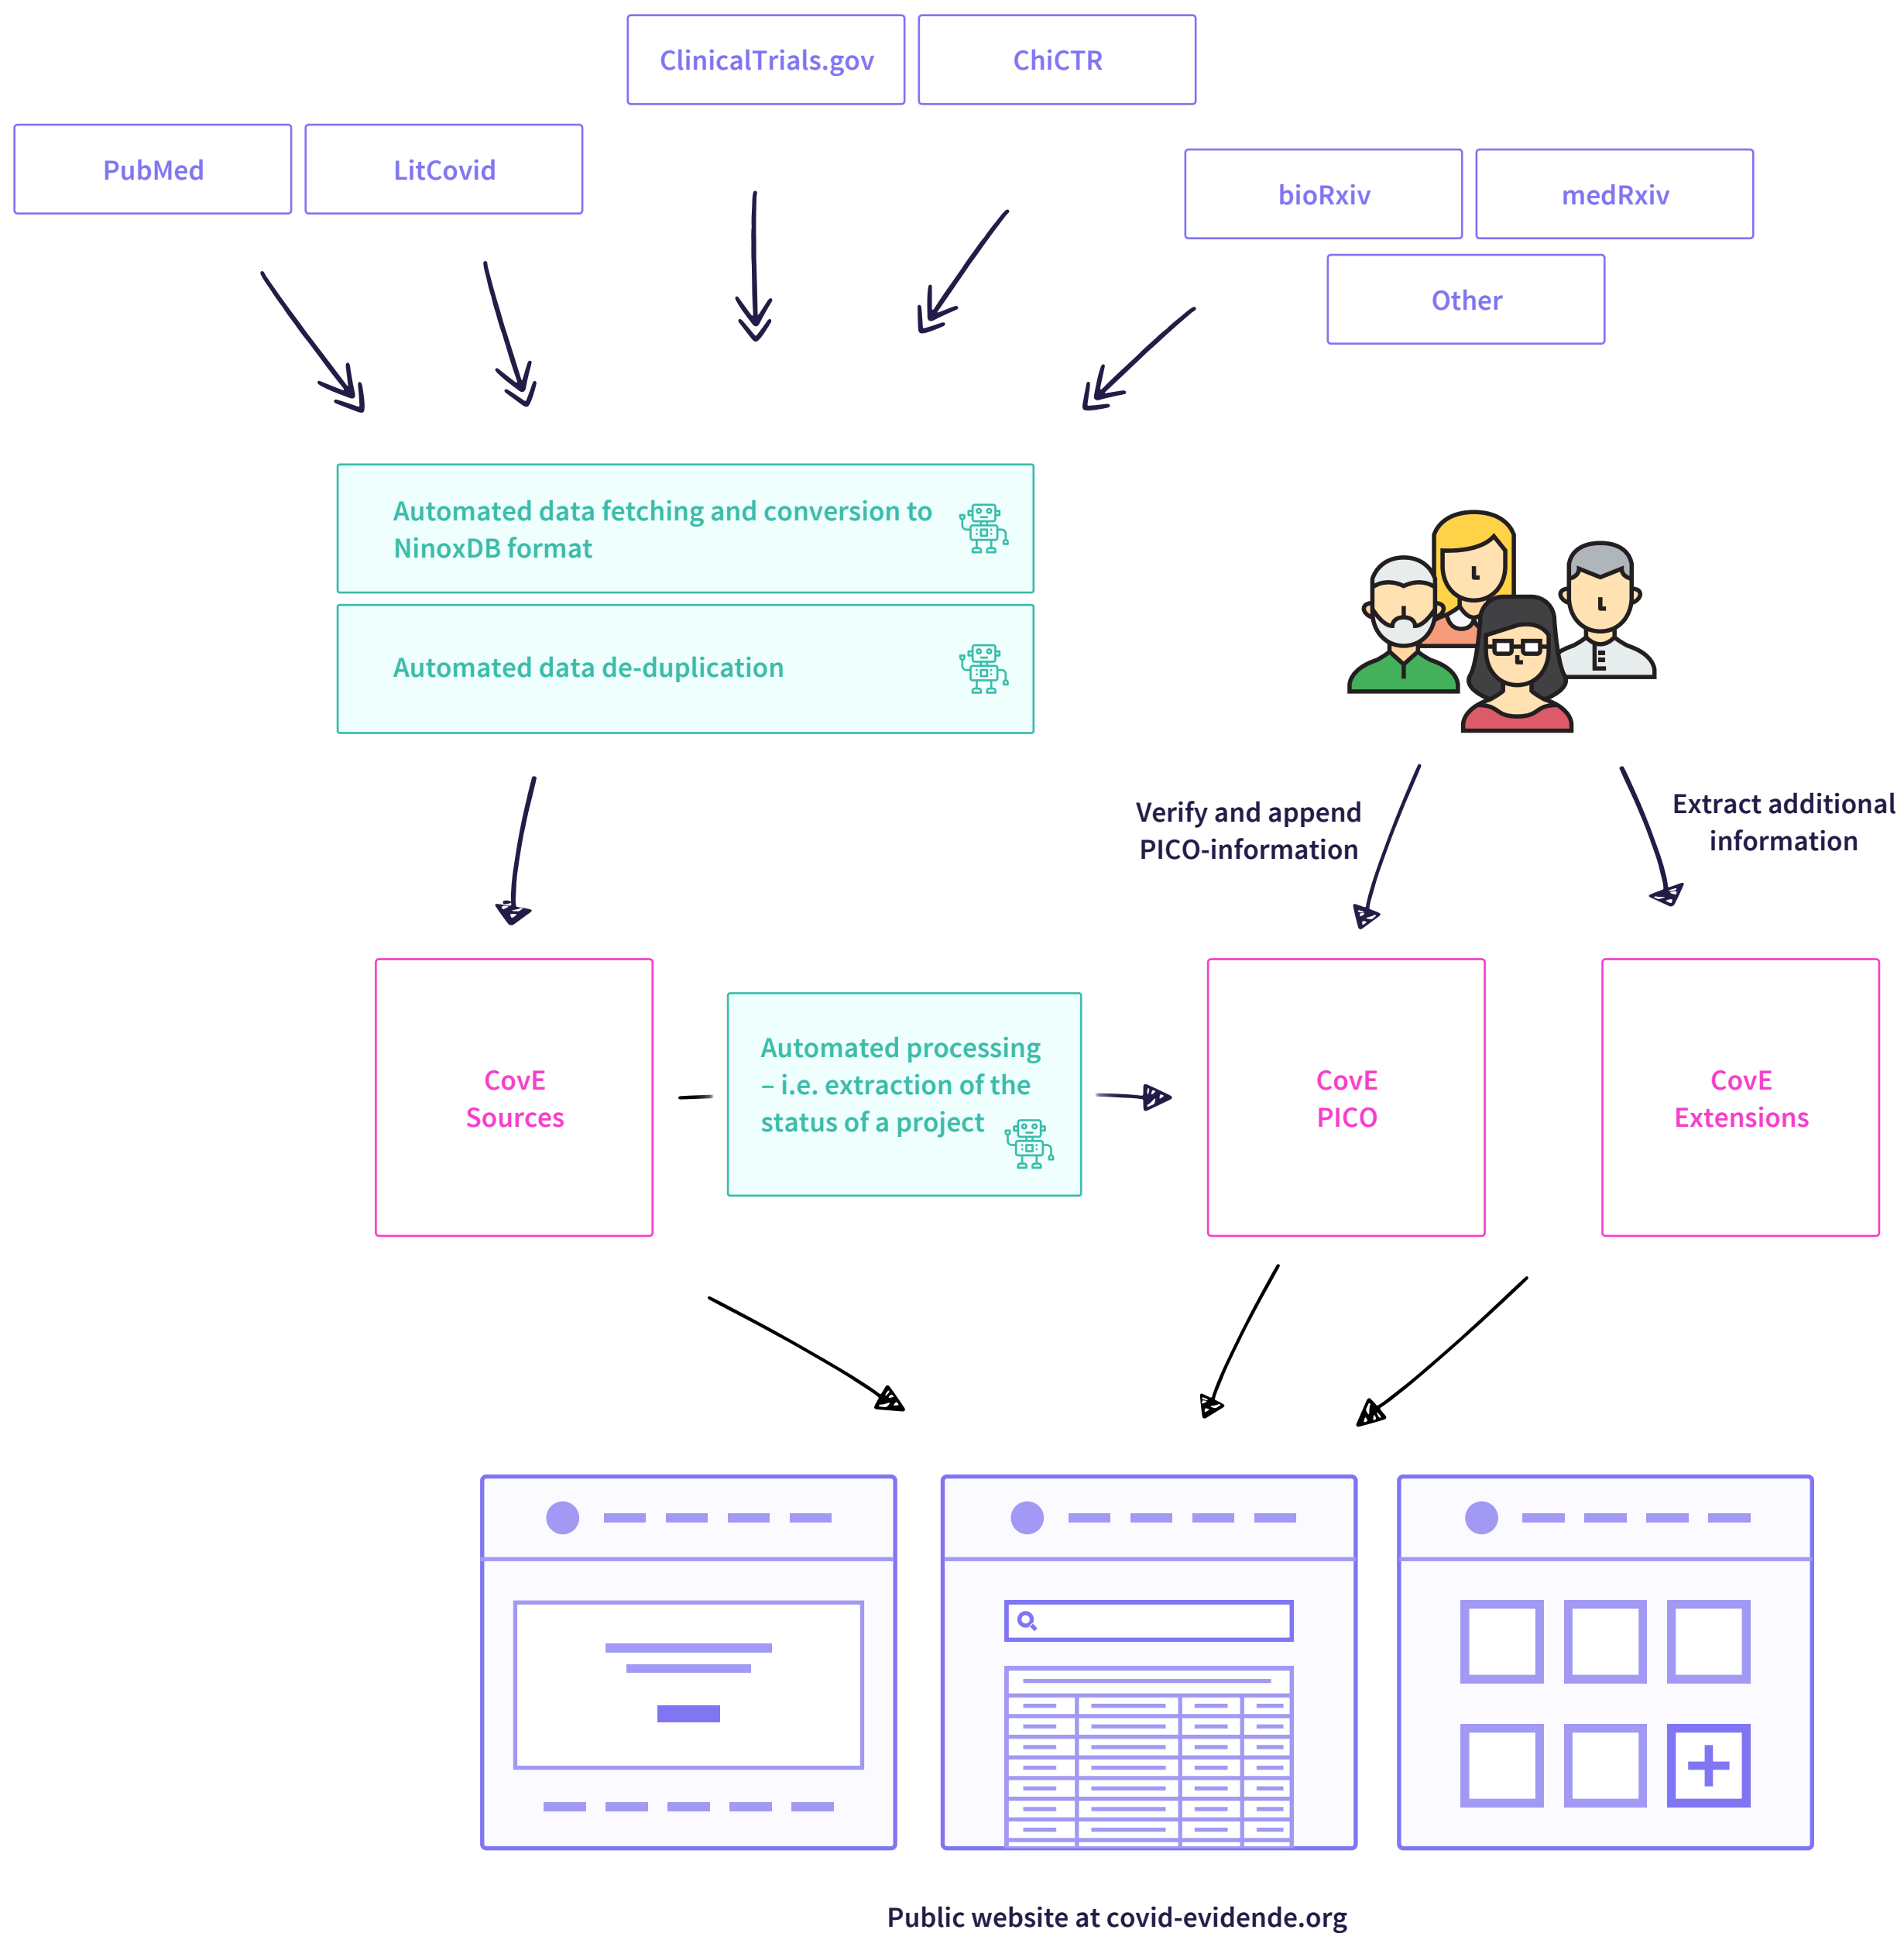 ClinicalTrials.gov
ChiCTR
PubMed
LitCovid
bioRxiv
medRxiv
Other
Automated data fetching and conversion to
NinoxDB format
Automated data de-duplication
Verify and append
PICO-information
Extract additional
information
CovE
Sources
Automated processing
– i.e. extraction of the
status of a project
CovE
PICO
CovE
Extensions
Public website at covid-evidende.org